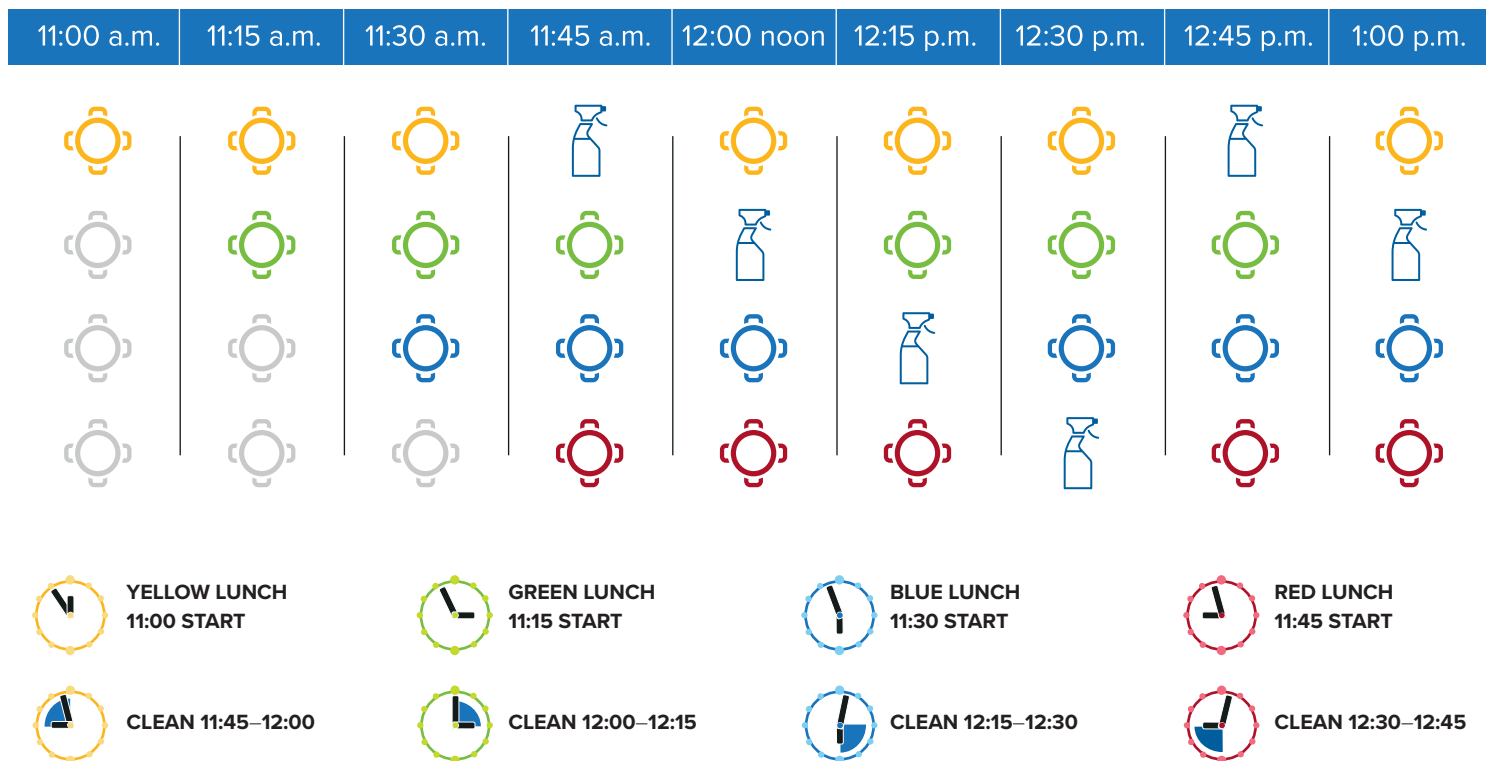 11:00 a.m. 11:15 a.m. 11:30 a.m. 11:45 a.m. 12:00 noon 12:15 p.m. 12:30 p.m. 12:45 p.m. 1:00 p.m.
YELLOW LUNCH
11:00 START
GREEN LUNCH
11:15 START
BLUE LUNCH
11:30 START
RED LUNCH
11:45 START
CLEAN 11:45–12:00
CLEAN 12:00–12:15
CLEAN 12:15–12:30
CLEAN 12:30–12:45